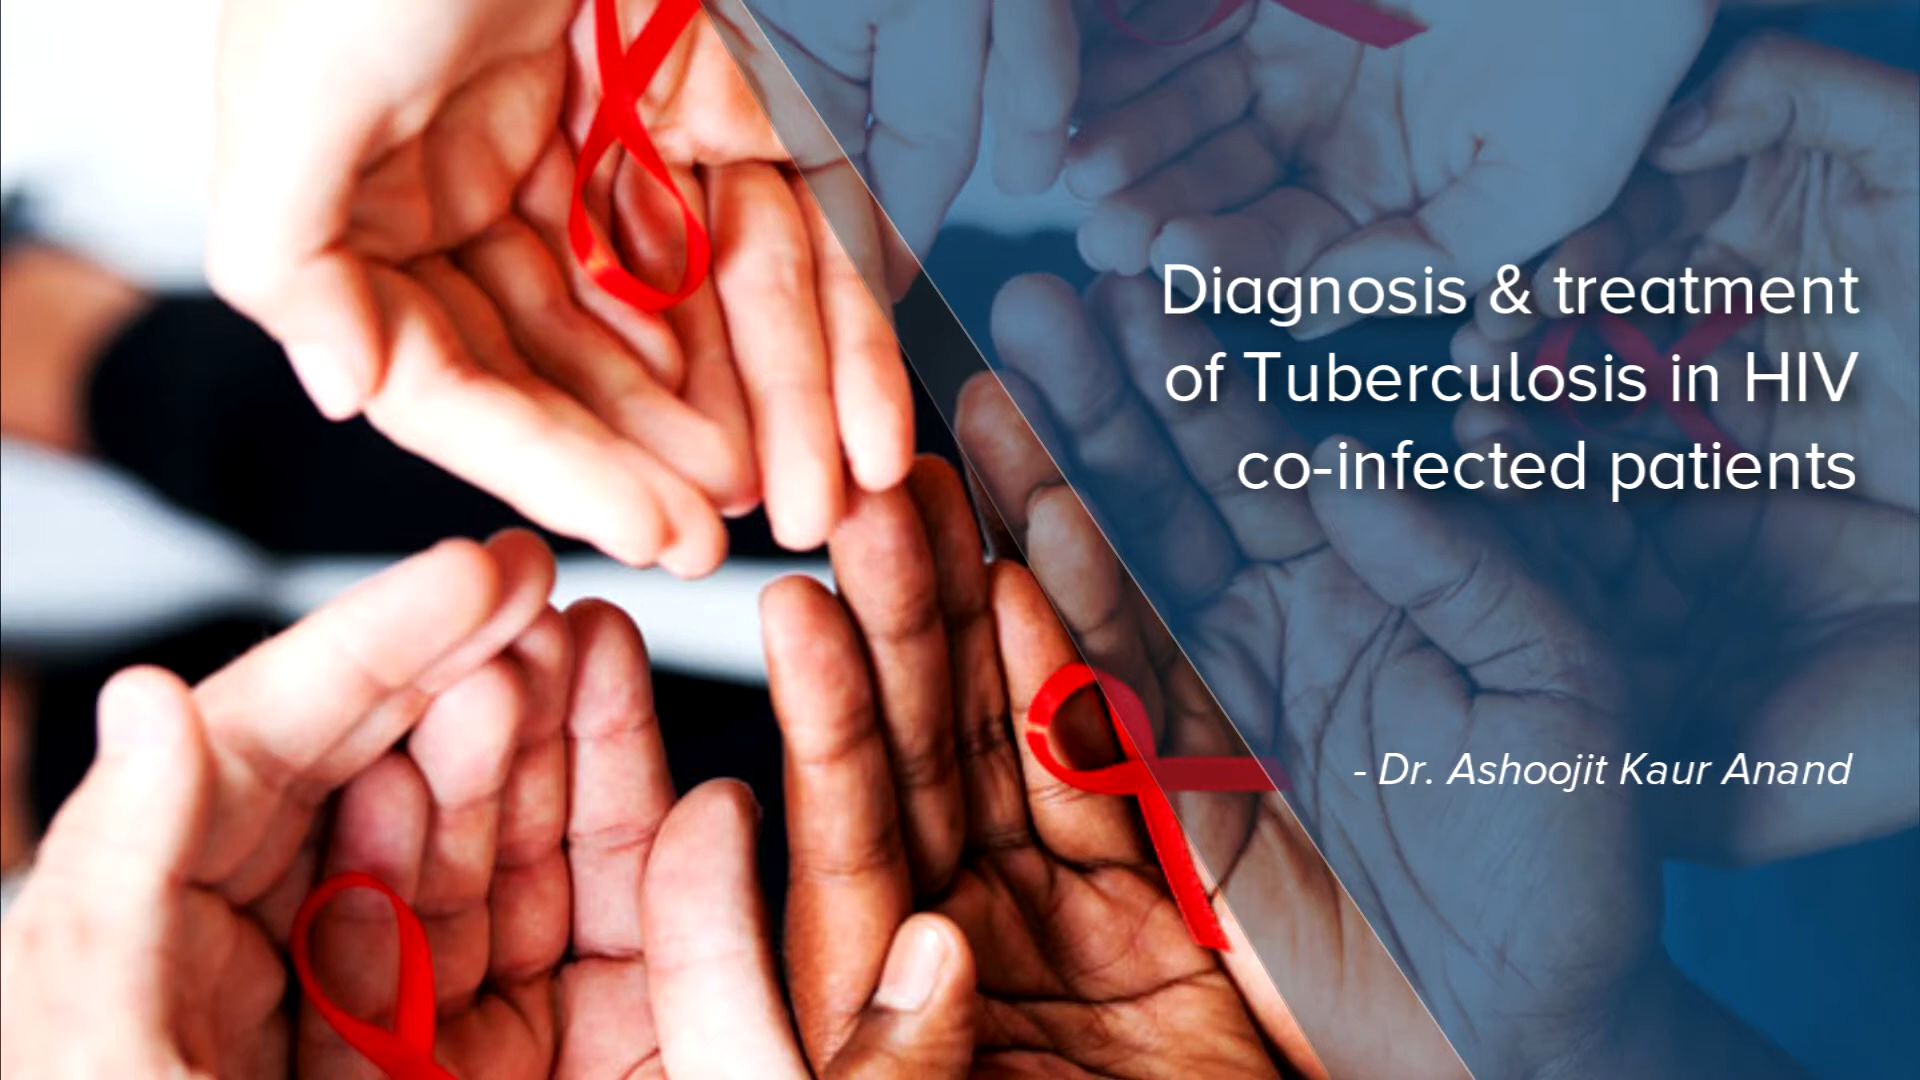 Diagnosis & treatment
of Tuberculosis in HIV
co-infected patients
- Dr. Ashoojit Kaur Anand